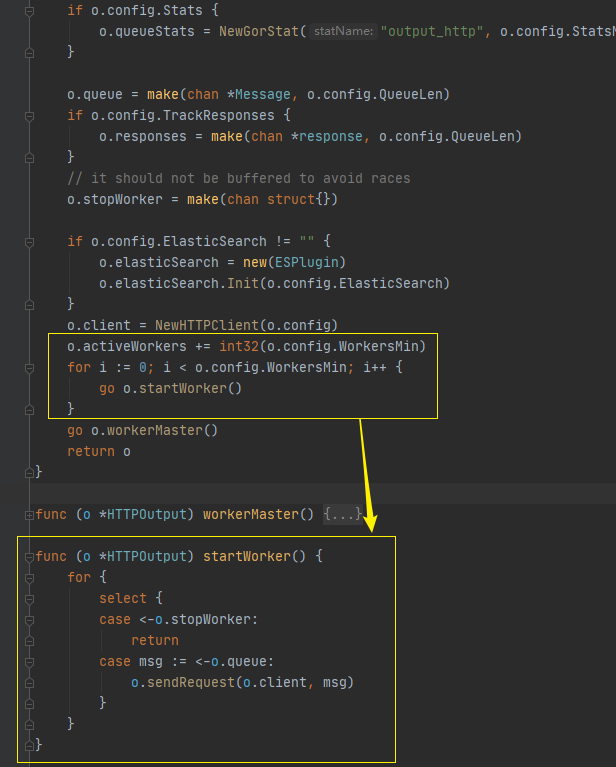 if o.config.Stats {
o.queueStats = NewGorStat( statName: "output_http", o.config.StatsM
}
o.queue = make(chan *Message, o.config.QueueLen)
if o.config.TrackResponses {
o.responses = make(chan *response, o.config.QueueLen)
}
// it should not be buffered to avoid races
o.stopWorker = make(chan struct{})
if o.config.ElasticSearch != "" {
o.elasticSearch = new(ESPlugin)
o.elasticSearch.Init(o.config.ElasticSearch)
}
o.client = NewHTTPClient(o.config)
o.activeWorkers += int32(o.config.WorkersMin)
for i := 0; i < o.config.WorkersMin; i++ {
go o.startWorker()
}
go o.workerMaster()
return o
}
func (o *HTTPOutput) workerMaster() {...}
func (o *HTTPOutput) startWorker() {
for {
select {
case <-o.stopWorker:
return
case msg := <-o.queue:
o.sendRequest(o.client, msg)
}
}
}